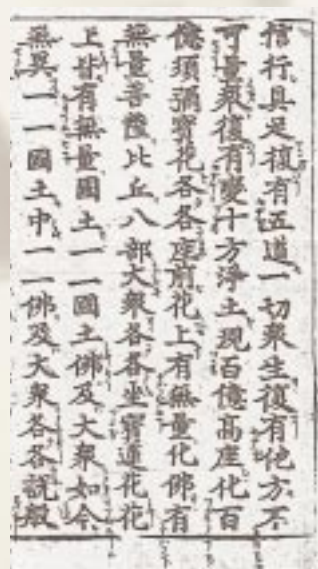 信行具足復有五道一切衆生復有他方不
可量衆復有變十方淨土現百億高座化百
億須彌寶花各各座前花上有無量化佛有
無量菩薩比丘八部大衆各各坐寶蓮花花
上皆有無量國土一一國土佛及大衆如今
無異一一國土中一一佛及大衆各各説般